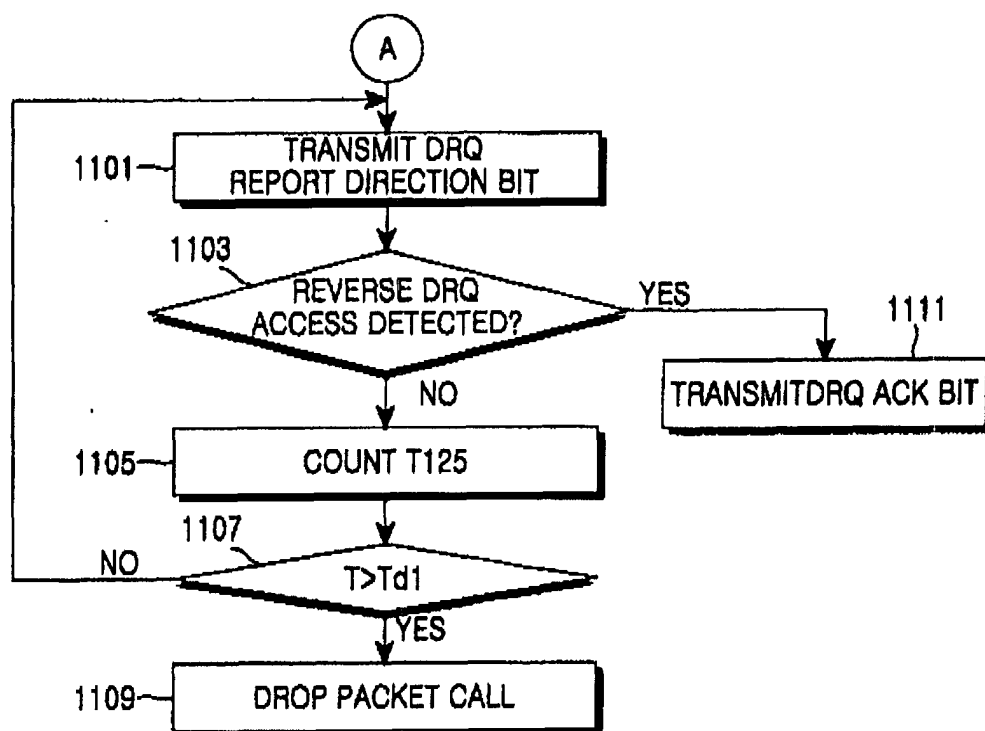 A
1101
TRANSMIT DRQ
REPORT DIRECTION BIT
1103
REVERSE DRQ
ACCESS DETECTED?
YES
1111
TRANSMITDRQ ACK BIT
NO
1105
COUNT T125
1107
NO
T>Td1
YES
1109
DROP PACKET CALL